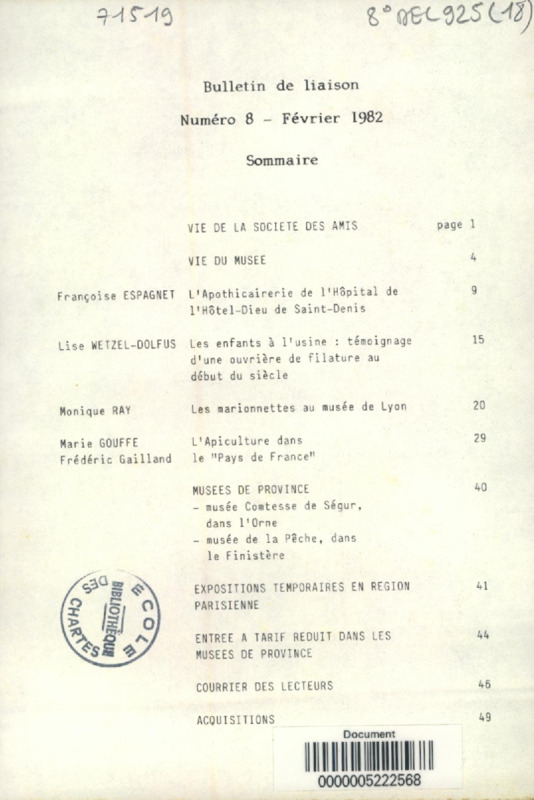 71519 8° DEL 925 (18)
Bulletin de liaison
Numéro 8 - Février 1982
Sommaire
VIE DE LA SOCIETE DES AMIS page 1
VIE DU MUSEE 4
Françoise ESPAGNET L'Apothicairerie de l'Hôpital de 9
l'Hôtel-Dieu de Saint-Denis
Lise WETZEL-DOLFUS Les enfants à l'usine : témoignage 15
d'une ouvrière de filature au
début du siècle
Monique RAY Les marionnettes au musée de Lyon 20
Marie GOUFFE L'Apiculture dans 29
Frédéric Gailland le "Pays de France"
MUSEES DE PROVINCE 40
- musée Comtesse de Ségur,
dans l'Orne
- musée de la Pêche, dans
le Finistère
EXPOSITIONS TEMPORAIRES EN REGION 41
PARISIENNE
ENTREE A TARIF REDUIT DANS LES 44
MUSEES DE PROVINCE
COURRIER DES LECTEURS 46
ACQUISITIONS 49
ECOLE
DES CHARTES
BIBLIOTHÈQUE
Document
0000005222568